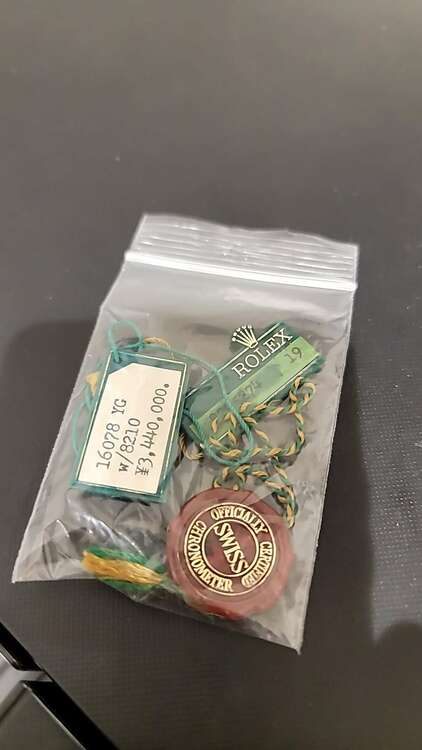 ROLEX
19
16078 YG
w/8210
¥3,440,000.
OFFICIALLY
CERTIFIED
SWISS
CHRONOMETER